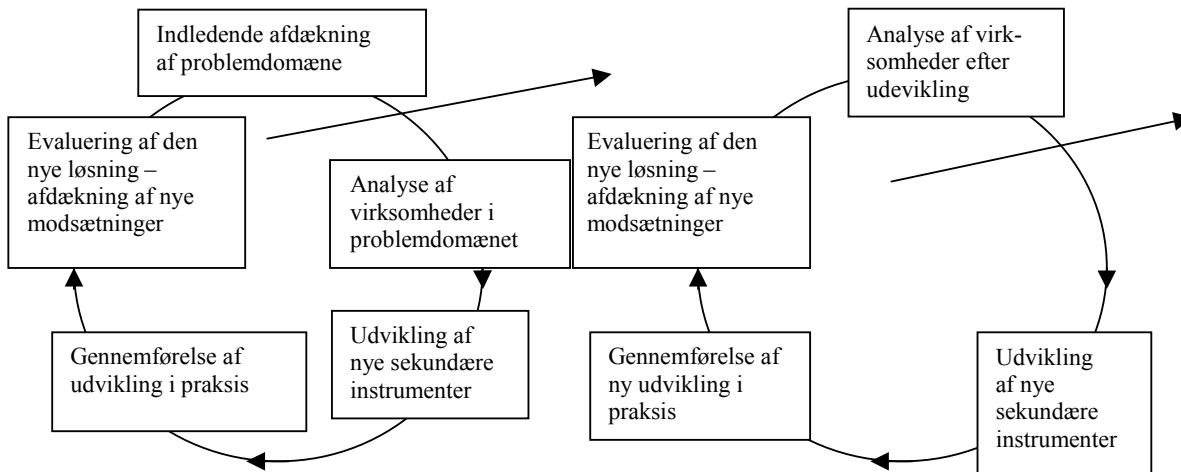 Indledende afdækning
af problemdomæne
Analyse af
virksomheder i
problemdomænet
Udvikling af
nye sekundære
instrumenter
Gennemførelse af
udvikling i praksis
Evaluering af den
nye løsning –
afdækning af nye
modsætninger
Analyse af virk-
somheder efter
udevikling
Udvikling
af nye
sekundære
instrumenter
Gennemførelse af
ny udvikling i
praksis
Evaluering af den
nye løsning –
afdækning af nye
modsætninger